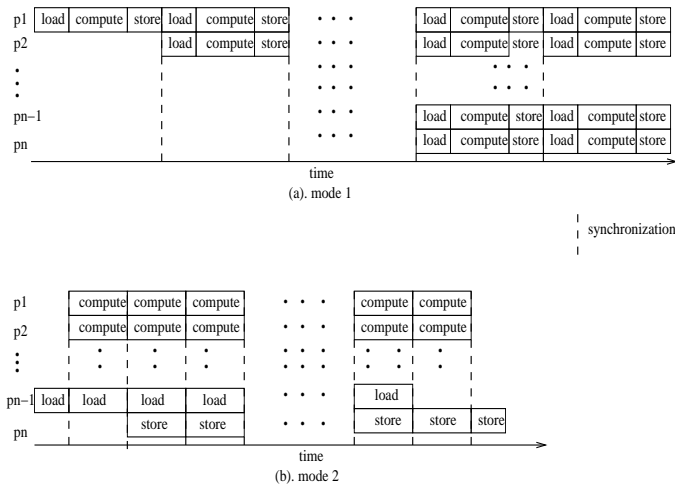 p1 load compute store load compute store load compute store load compute store
p2 load compute store load compute store load compute store
pn−1 load compute store load compute store
pn load compute store load compute store
time
(a). mode 1
synchronization
p1 compute compute compute compute compute
p2 compute compute compute compute compute
pn−1 load load load load load
pn store store store store store
time
(b). mode 2